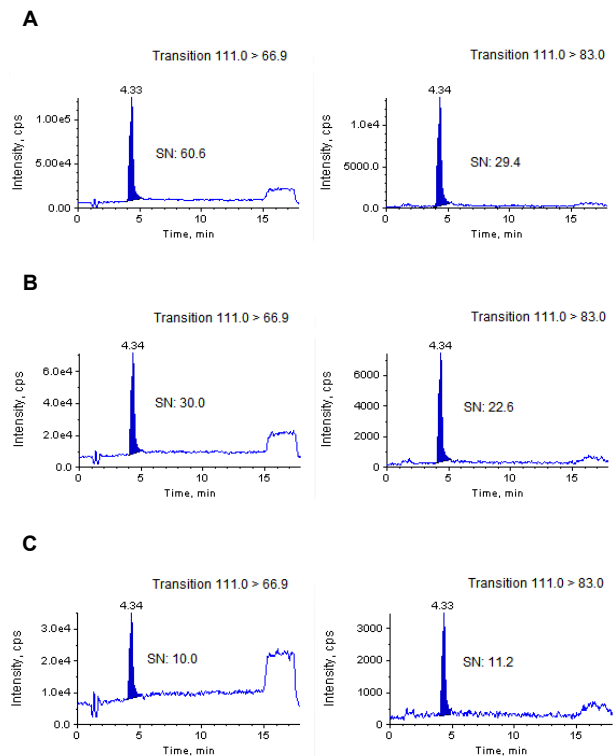 A
Transition 111.0 > 66.9
Transition 111.0 > 83.0
4.33
4.34
Intensity, cps
1.00e5
5.00e4
0.00
SN: 60.6
0 5 10 15
Time, min
Intensity, cps
1.0e4
5000.0
0.0
SN: 29.4
0 5 10 15
Time, min
B
Transition 111.0 > 66.9
Transition 111.0 > 83.0
4.34
4.34
Intensity, cps
6.0e4
4.0e4
2.0e4
0.0
SN: 30.0
0 5 10 15
Time, min
Intensity, cps
6000
4000
2000
0
SN: 22.6
0 5 10 15
Time, min
C
Transition 111.0 > 66.9
Transition 111.0 > 83.0
4.34
4.33
Intensity, cps
3.0e4
2.0e4
1.0e4
0.0
SN: 10.0
0 5 10 15
Time, min
Intensity, cps
3000
2000
1000
0
SN: 11.2
0 5 10 15
Time, min